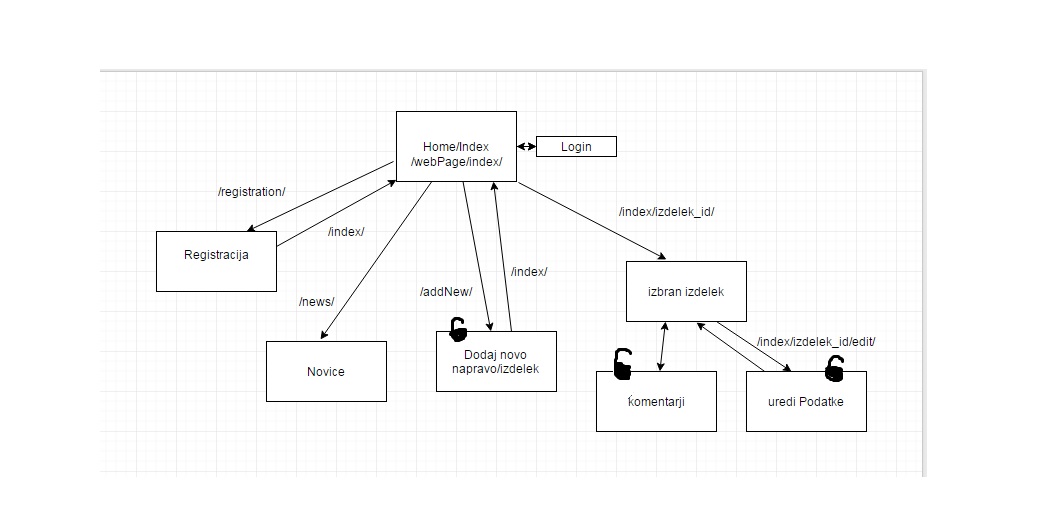 Home/Index
/webPage/index/
Login
/registration/
/index/izdelek_id/
/index/
Registracija
/index/
izbran izdelek
/addNew/
/news/
/index/izdelek_id/edit/
Dodaj novo
napravo/izdelek
Novice
komentarji
uredi Podatke